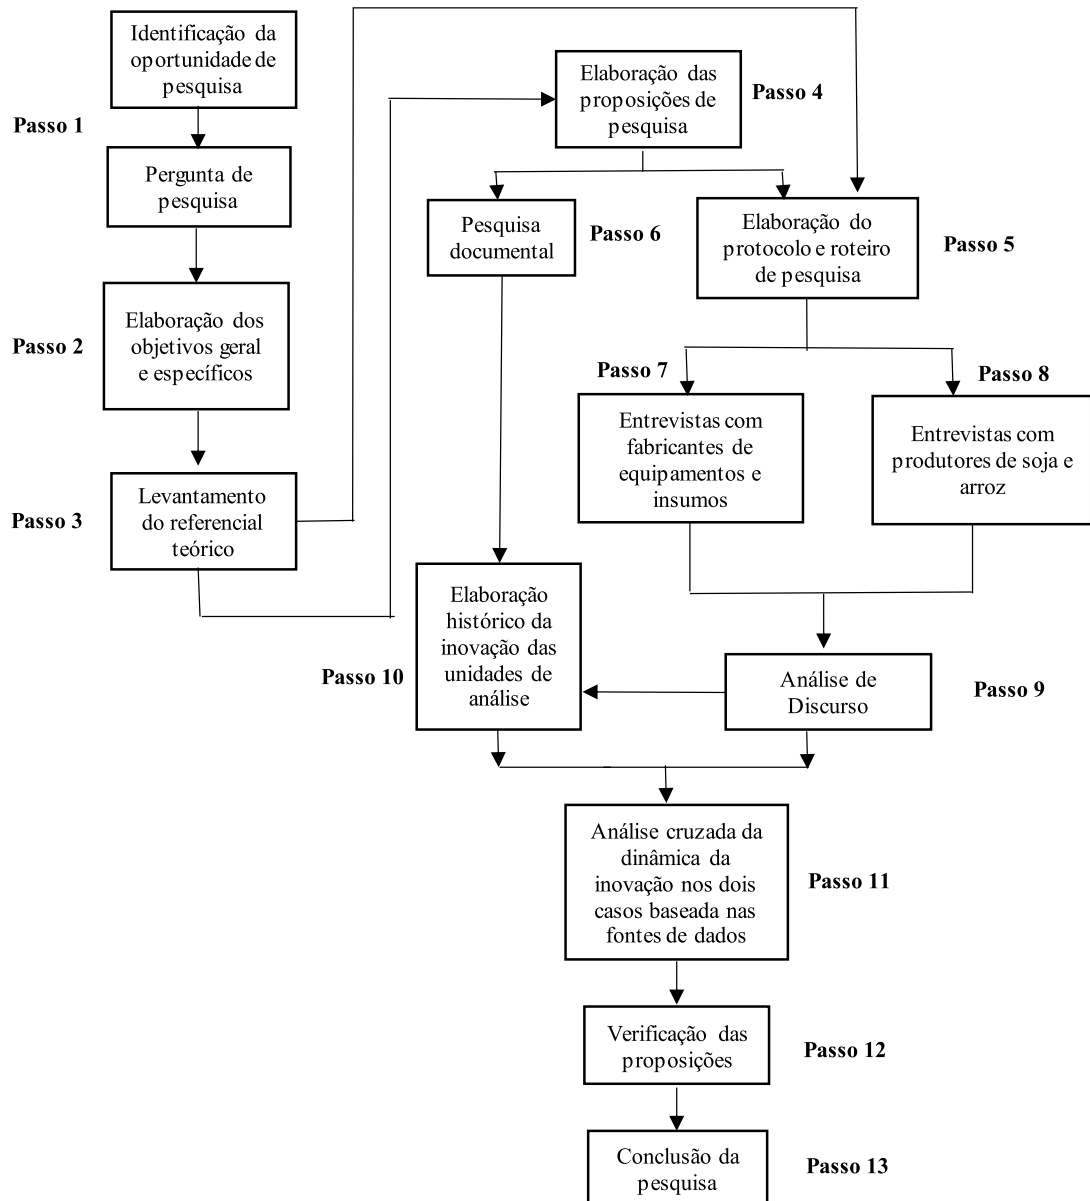 Identificação da
oportunidade de
pesquisa
Passo 1
Pergunta de
pesquisa
Passo 2
Elaboração dos
objetivos geral
e específicos
Passo 3
Levantamento
do referencial
teórico
Elaboração das
proposições de
pesquisa
Passo 4
Pesquisa
documental
Passo 6
Elaboração do
protocolo e roteiro
de pesquisa
Passo 5
Passo 7
Entrevistas com
fabricantes de
equipamentos e
insumos
Passo 8
Entrevistas com
produtores de soja e
arroz
Elaboração
histórico da
inovação das
unidades de
análise
Passo 10
Análise de
Discurso
Passo 9
Análise cruzada da
dinâmica da
inovação nos dois
casos baseada nas
fontes de dados
Passo 11
Verificação das
proposições
Passo 12
Conclusão da
pesquisa
Passo 13